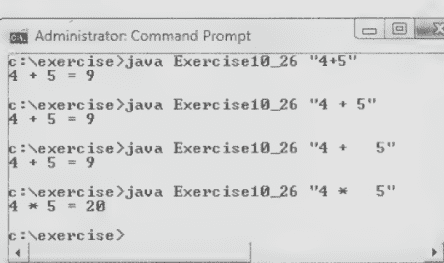 Administrator: Command Prompt
c:\exercise>java Exercise10_26 "4+5"
4 + 5 = 9
c:\exercise>java Exercise10_26 "4 + 5"
4 + 5 = 9
c:\exercise>java Exercise10_26 "4 +   5"
4 + 5 = 9
c:\exercise>java Exercise10_26 "4 *   5"
4 * 5 = 20
c:\exercise>